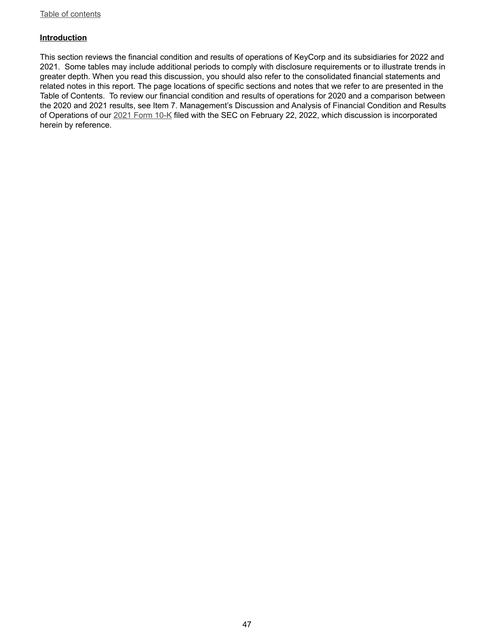 Table of contents
Introduction
This section reviews the financial condition and results of operations of KeyCorp and its subsidiaries for 2022 and
2021.  Some tables may include additional periods to comply with disclosure requirements or to illustrate trends in
greater depth. When you read this discussion, you should also refer to the consolidated financial statements and
related notes in this report. The page locations of specific sections and notes that we refer to are presented in the
Table of Contents.  To review our financial condition and results of operations for 2020 and a comparison between
the 2020 and 2021 results, see Item 7. Management's Discussion and Analysis of Financial Condition and Results
of Operations of our 2021 Form 10-K filed with the SEC on February 22, 2022, which discussion is incorporated
herein by reference.
47